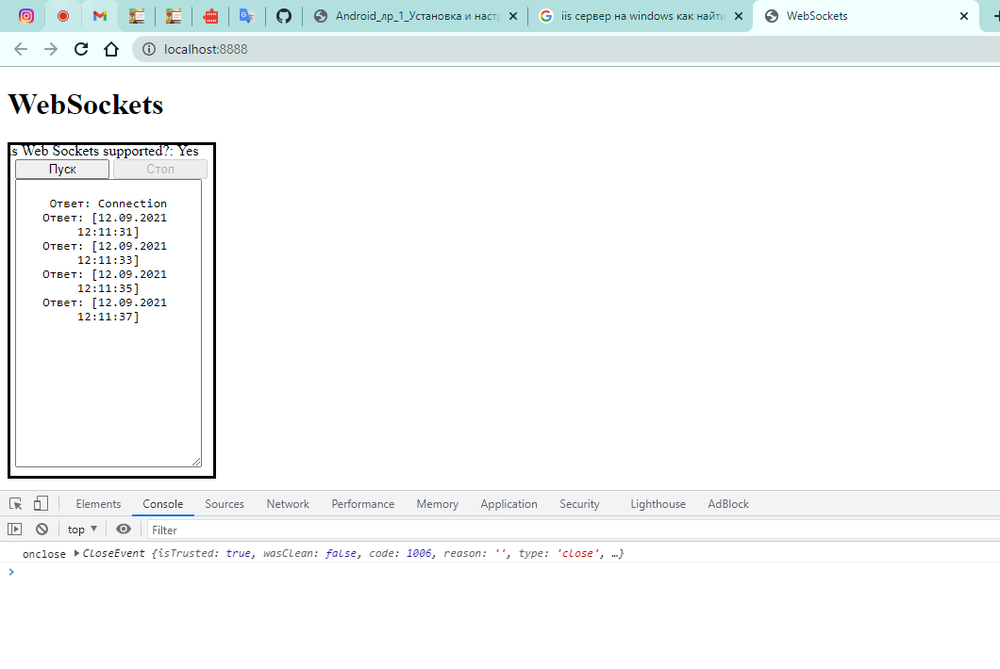 Android_лр_1_Установка и наст
iis сервер на windows как найти
WebSockets
localhost:8888
WebSockets
is Web Sockets supported?: Yes
Пуск Стоп
Ответ: Connection
Ответ: [12.09.2021
12:11:31]
Ответ: [12.09.2021
12:11:33]
Ответ: [12.09.2021
12:11:35]
Ответ: [12.09.2021
12:11:37]
Elements Console Sources Network Performance Memory Application Security Lighthouse AdBlock
top Filter
onclose CloseEvent {isTrusted: true, wasClean: false, code: 1006, reason: '', type: 'close', …}